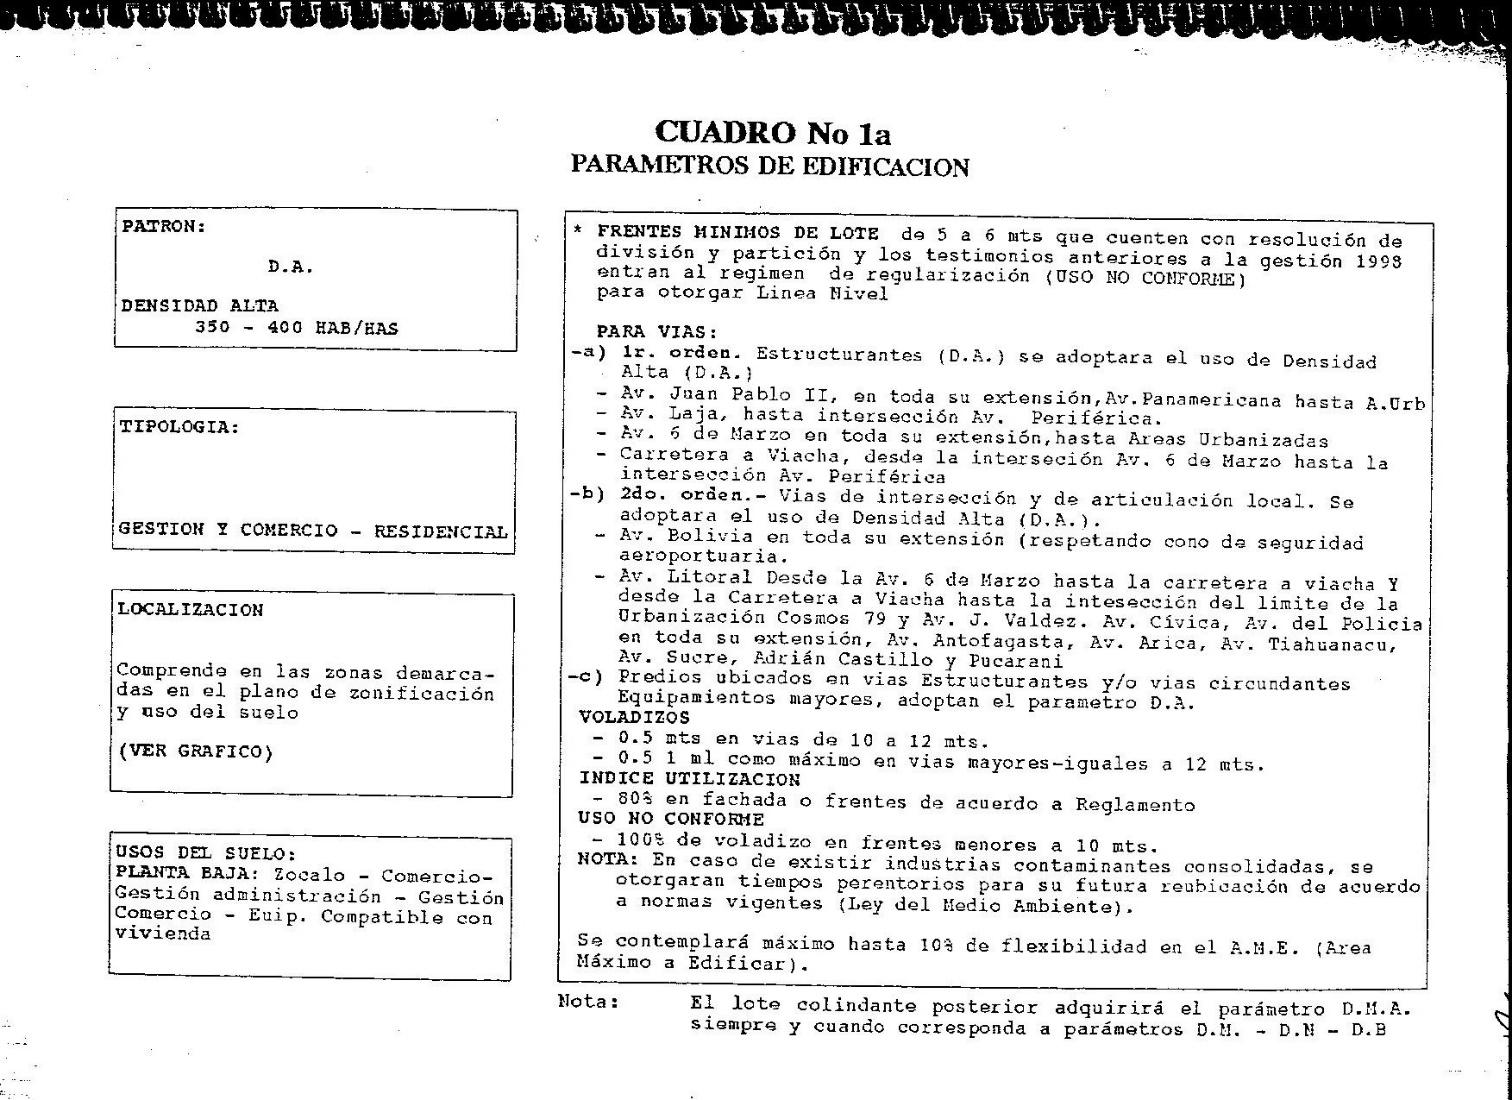 CUADRO No 1a
PARAMETROS DE EDIFICACION
PATRON:
D.A.
DENSIDAD ALTA
350 - 400 HAB/HAS
TIPOLOGIA:
GESTION Y COMERCIO - RESIDENCIAL
LOCALIZACION
Comprende en las zonas demarca-
das en el plano de zonificación
y uso del suelo
(VER GRAFICO)
USOS DEL SUELO:
PLANTA BAJA: Zocalo - Comercio-
Gestión administración - Gestión
Comercio - Euip. Compatible con
vivienda
* FRENTES MINIMOS DE LOTE de 5 a 6 mts que cuenten con resolución de
división y partición y los testimonios anteriores a la gestión 1998
entran al regimen de regularización (USO NO CONFORME)
para otorgar Linea Nivel
PARA VIAS:
-a) 1r. orden. Estructurantes (D.A.) se adoptara el uso de Densidad
Alta (D.A.)
- Av. Juan Pablo II, en toda su extensión,Av.Panamericana hasta A.Urb
- Av. Laja, hasta intersección Av. Periférica.
- Av. 6 de Marzo en toda su extensión,hasta Areas Urbanizadas
- Carretera a Viacha, desde la interseción Av. 6 de Marzo hasta la
intersección Av. Periférica
-b) 2do. orden.- Vias de intersección y de articulación local. Se
adoptara el uso de Densidad Alta (D.A.).
- Av. Bolivia en toda su extensión (respetando cono de seguridad
aeroportuaria.
- Av. Litoral Desde la Av. 6 de Marzo hasta la carretera a viacha Y
desde la Carretera a Viacha hasta la intesección del límite de la
Urbanización Cosmos 79 y Av. J. Valdez. Av. Cívica, Av. del Policia
en toda su extensión, Av. Antofagasta, Av. Arica, Av. Tiahuanacu,
Av. Sucre, Adrián Castillo y Pucarani
-c) Predios ubicados en vias Estructurantes y/o vias circundantes
Equipamientos mayores, adoptan el parametro D.A.
VOLADIZOS
- 0.5 mts en vias de 10 a 12 mts.
- 0.5 1 ml como máximo en vias mayores-iguales a 12 mts.
INDICE UTILIZACION
- 80% en fachada o frentes de acuerdo a Reglamento
USO NO CONFORME
- 100% de voladizo en frentes menores a 10 mts.
NOTA: En caso de existir industrias contaminantes consolidadas, se
otorgaran tiempos perentorios para su futura reubicación de acuerdo
a normas vigentes (Ley del Medio Ambiente).
Se contemplará máximo hasta 10% de flexibilidad en el A.M.E. (Area
Máximo a Edificar).
Nota: El lote colindante posterior adquirirá el parámetro D.M.A.
siempre y cuando corresponda a parámetros D.M. - D.N - D.B